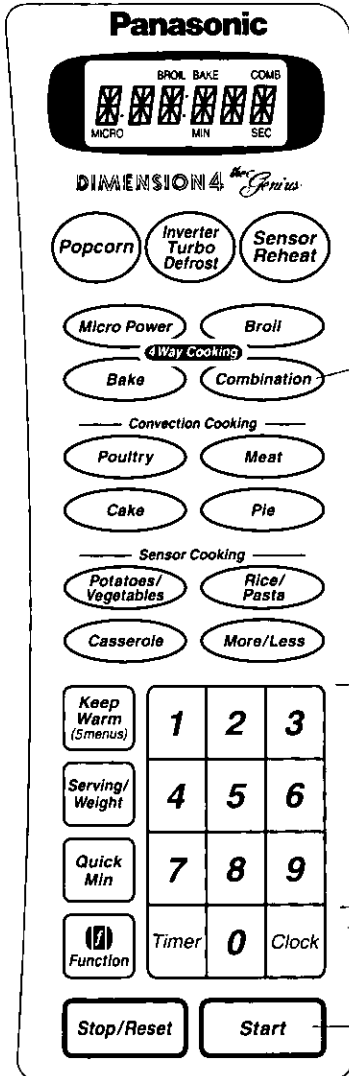 Panasonic
BROIL BAKE COMB
MICRO MIN SEC
DIMENSION 4 the Genius
Popcorn
Inverter
Turbo
Defrost
Sensor
Reheat
Micro Power
Broil
4 Way Cooking
Bake
Combination
Convection Cooking
Poultry
Meat
Cake
Pie
Sensor Cooking
Potatoes/
Vegetables
Rice/
Pasta
Casserole
More/Less
Keep
Warm
(5 menus)
1 2 3
Serving/
Weight
4 5 6
Quick
Min
7 8 9
f
Function
Timer 0 Clock
Stop/Reset
Start